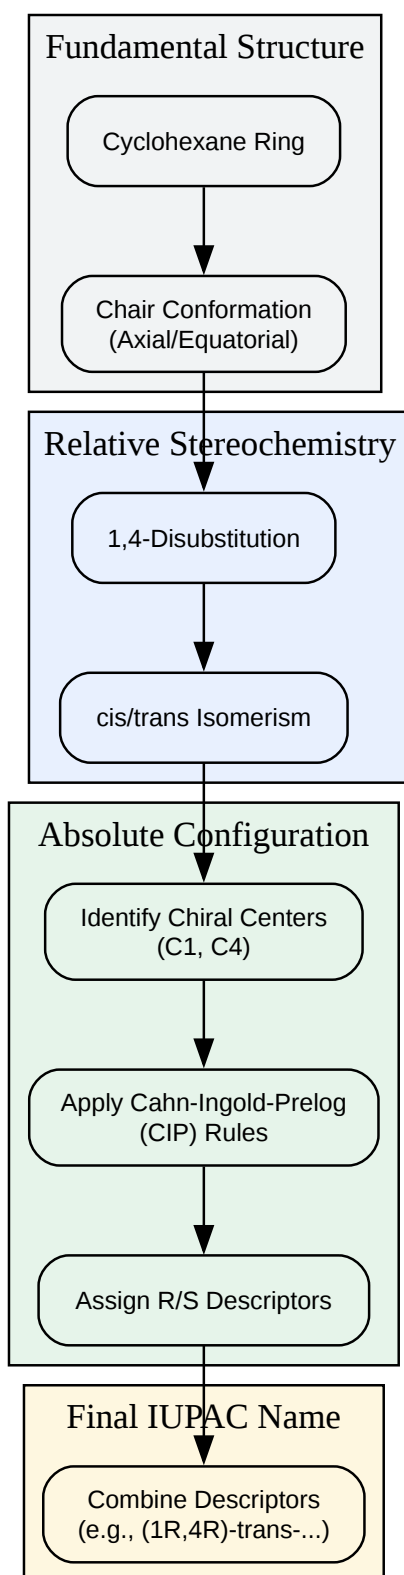 Fundamental Structure
Cyclohexane Ring
Chair Conformation
(Axial/Equatorial)
Relative Stereochemistry
1,4-Disubstitution
cis/trans Isomerism
Absolute Configuration
Identify Chiral Centers
(C1, C4)
Apply Cahn-Ingold-Prelog
(CIP) Rules
Assign R/S Descriptors
Final IUPAC Name
Combine Descriptors
(e.g., (1R,4R)-trans-...)